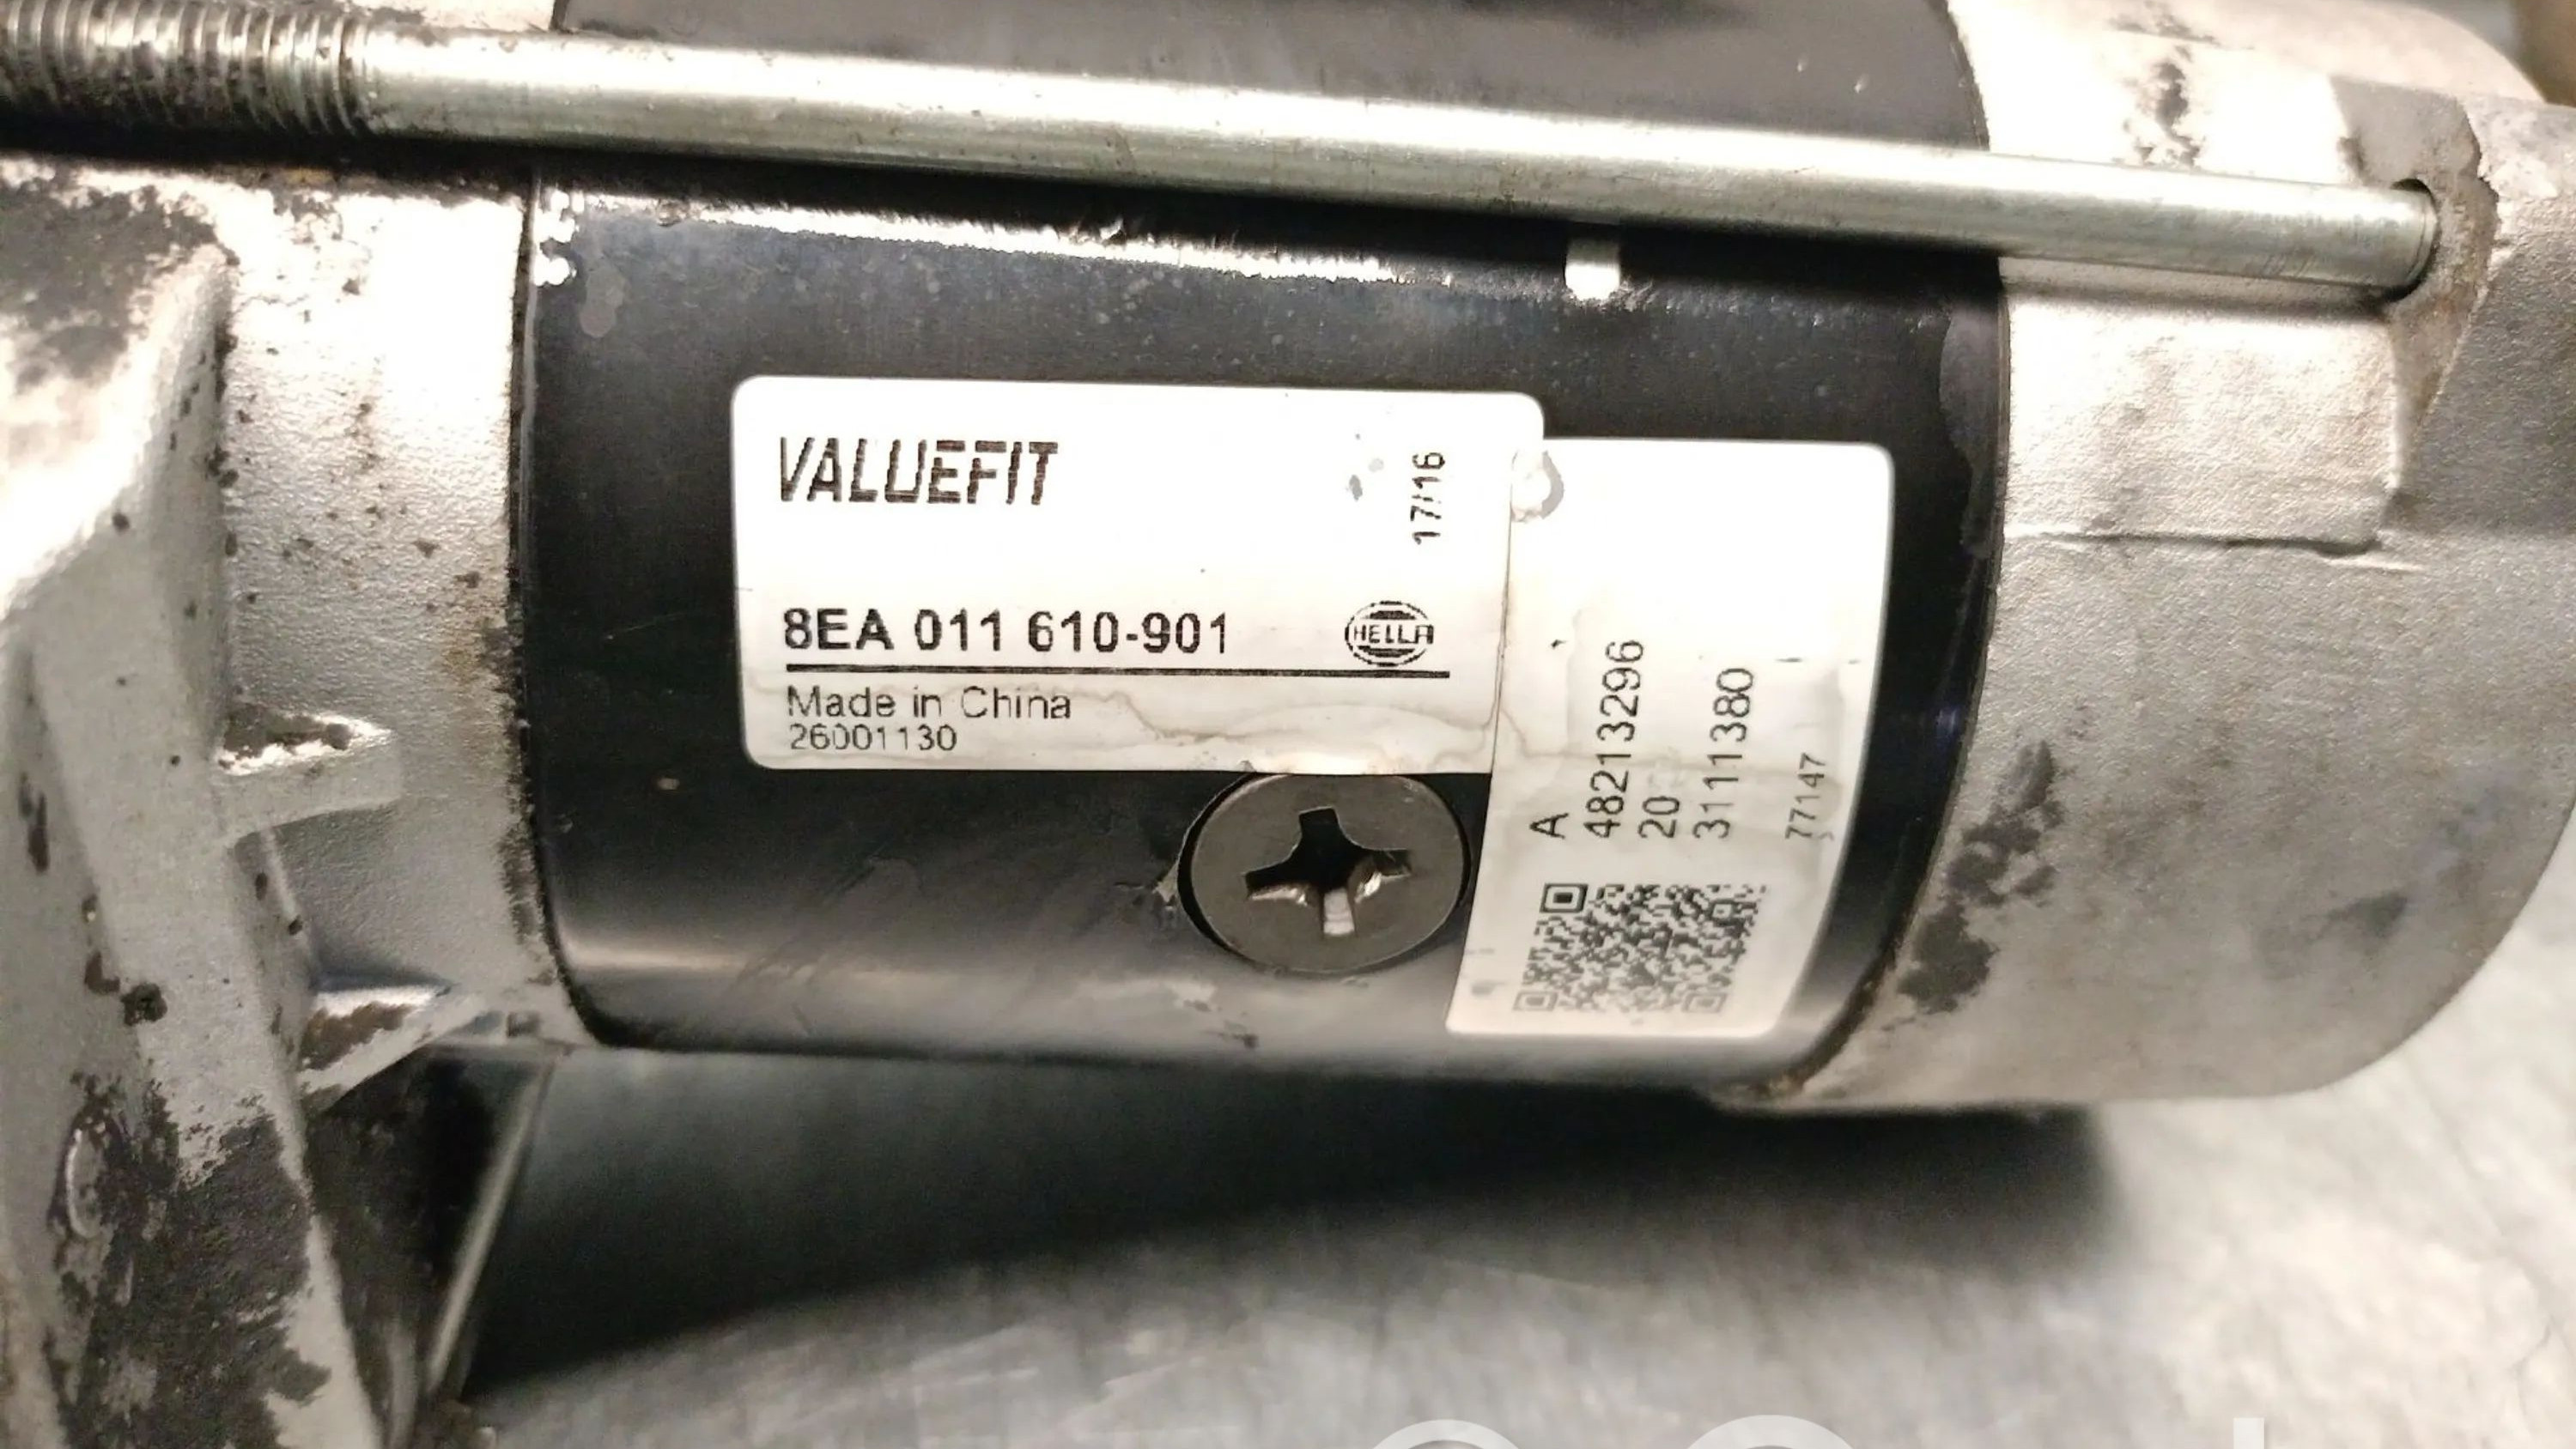 VALUEFIT
17/16
8EA 011 610-901
HELLA
Made in China
26001130
A
48213296
20
3111380
77147